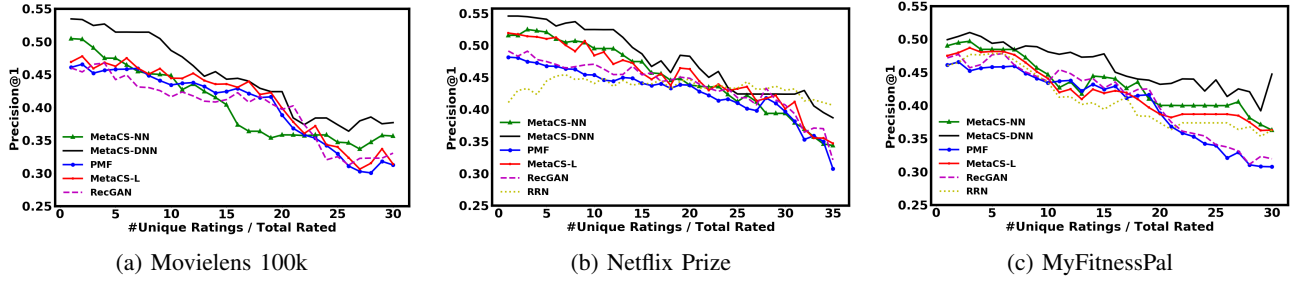 0.55
0.50
0.45
0.40
0.35
0.30
0.25
Precision@1
MetaCS-NN
MetaCS-DNN
PMF
MetaCS-L
RecGAN
0 5 10 15 20 25 30
#Unique Ratings / Total Rated
(a) Movielens 100k
0.55
0.50
0.45
0.40
0.35
0.30
0.25
Precision@1
MetaCS-NN
MetaCS-DNN
PMF
MetaCS-L
RecGAN
RRN
0 5 10 15 20 25 30 35
#Unique Ratings / Total Rated
(b) Netflix Prize
0.55
0.50
0.45
0.40
0.35
0.30
0.25
Precision@1
MetaCS-NN
MetaCS-DNN
PMF
MetaCS-L
RecGAN
RRN
0 5 10 15 20 25 30
#Unique Ratings / Total Rated
(c) MyFitnessPal